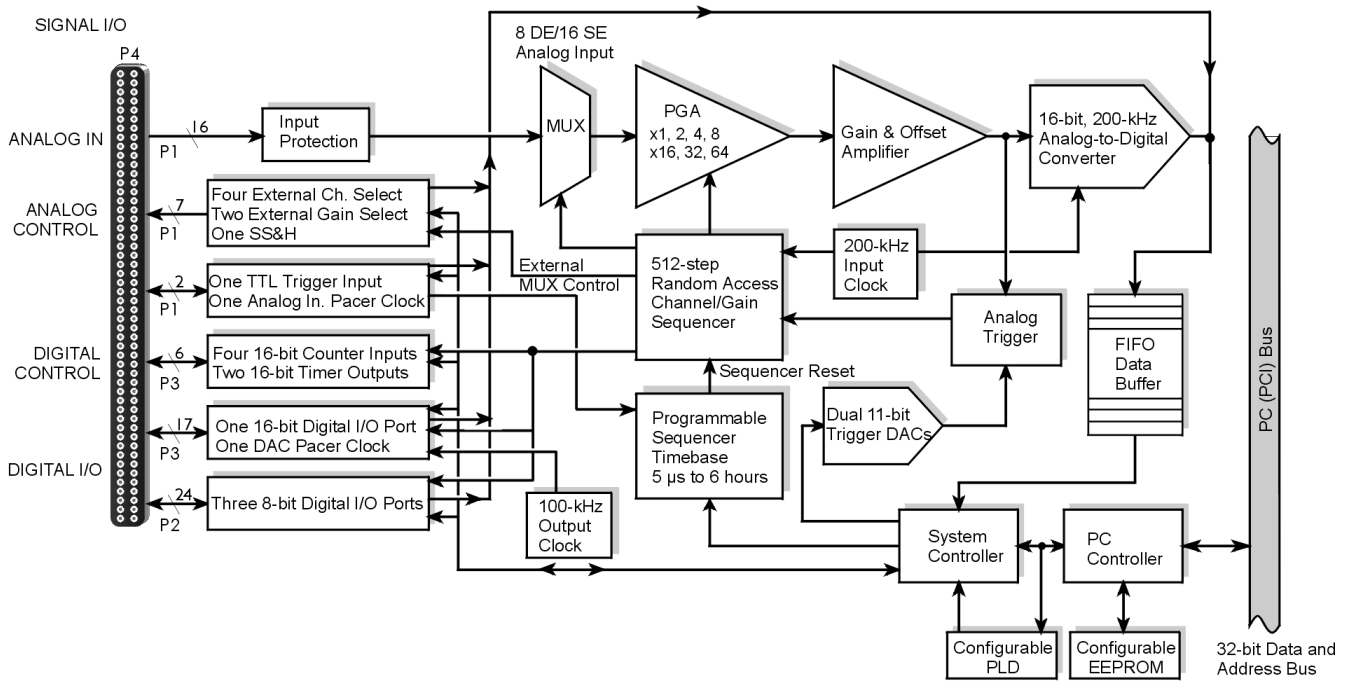 SIGNAL I/O
P4
ANALOG IN
16
P1
Input
Protection
8 DE/16 SE
Analog Input
MUX
PGA
x1, 2, 4, 8
x16, 32, 64
Gain & Offset
Amplifier
16-bit, 200-kHz
Analog-to-Digital
Converter
ANALOG
CONTROL
7
P1
Four External Ch. Select
Two External Gain Select
One SS&H
2
P1
One TTL Trigger Input
One Analog In. Pacer Clock
External
MUX Control
512-step
Random Access
Channel/Gain
Sequencer
200-kHz
Input
Clock
Analog
Trigger
FIFO
Data
Buffer
PC (PCI) Bus
DIGITAL
CONTROL
6
P3
Four 16-bit Counter Inputs
Two 16-bit Timer Outputs
Sequencer Reset
17
P3
One 16-bit Digital I/O Port
One DAC Pacer Clock
Programmable
Sequencer
Timebase
5 µs to 6 hours
Dual 11-bit
Trigger DACs
DIGITAL I/O
24
P2
Three 8-bit Digital I/O Ports
100-kHz
Output
Clock
System
Controller
PC
Controller
Configurable
PLD
Configurable
EEPROM
32-bit Data and
Address Bus